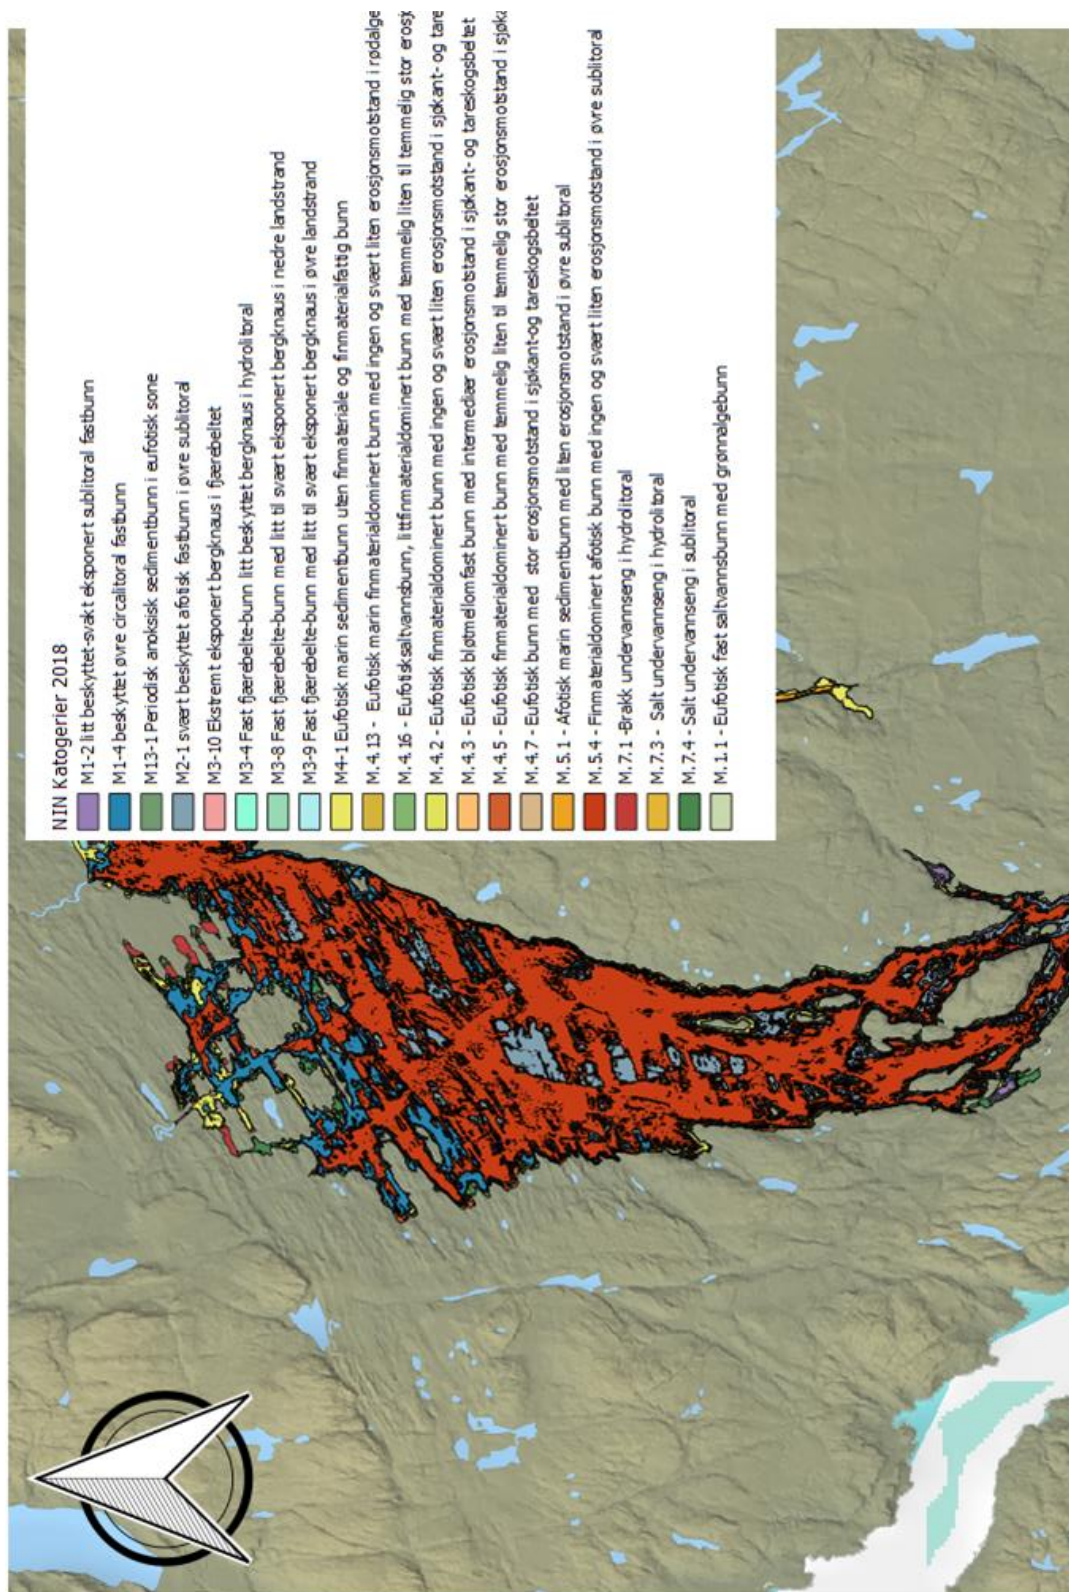 NIN Katogerier 2018
M1-2 litt beskyttet-svakt eksponert sublitoral fastbunn
M1-4 beskyttet øvre circalitoral fastbunn
M13-1 Periodisk anoksisk sedimentbunn i eufotisk sone
M2-1 svært beskyttet afotisk fastbunn i øvre sublitoral
M3-10 Ekstremt eksponert bergknaus i fjærebeltet
M3-4 Fast fjærebelte-bunn litt beskyttet bergknaus i hydrolitoral
M3-8 Fast fjærebelte-bunn med litt til svært eksponert bergknaus i nedre landstrand
M3-9 Fast fjærebelte-bunn med litt til svært eksponert bergknaus i øvre landstrand
M4-1 Eufotisk marin sedimentbunn uten finmateriale og finmaterialfattig bunn
M.4.13 - Eufotisk marin finmaterialdominert bunn med ingen og svært liten erosjonsmotstand i rødalge
M.4.16 - Eufotisksaltvannsbunn, littfinmaterialdominert bunn med temmelig liten til temmelig stor erosj
M.4.2 - Eufotisk finmaterialdominert bunn med ingen og svært liten erosjonsmotstand i sjøkant- og tare
M.4.3 - Eufotisk bløtmellomfast bunn med intermediær erosjonsmotstand i sjøkant- og tareskogsbeltet
M.4.5 - Eufotisk finmaterialdominert bunn med temmelig liten til temmelig stor erosjonsmotstand i sjøka
M.4.7 - Eufotisk bunn med stor erosjonsmotstand i sjøkant-og tareskogsbeltet
M.5.1 - Afotisk marin sedimentbunn med liten erosjonsmotstand i øvre sublitoral
M.5.4 - Finmaterialdominert afotisk bunn med ingen og svært liten erosjonsmotstand i øvre sublitoral
M.7.1 -Brakk undervannseng i hydrolitoral
M.7.3 - Salt undervannseng i hydrolitoral
M.7.4 - Salt undervannseng i sublitoral
M.1.1 - Eufotisk fast saltvannsbunn med grønnalgebunn